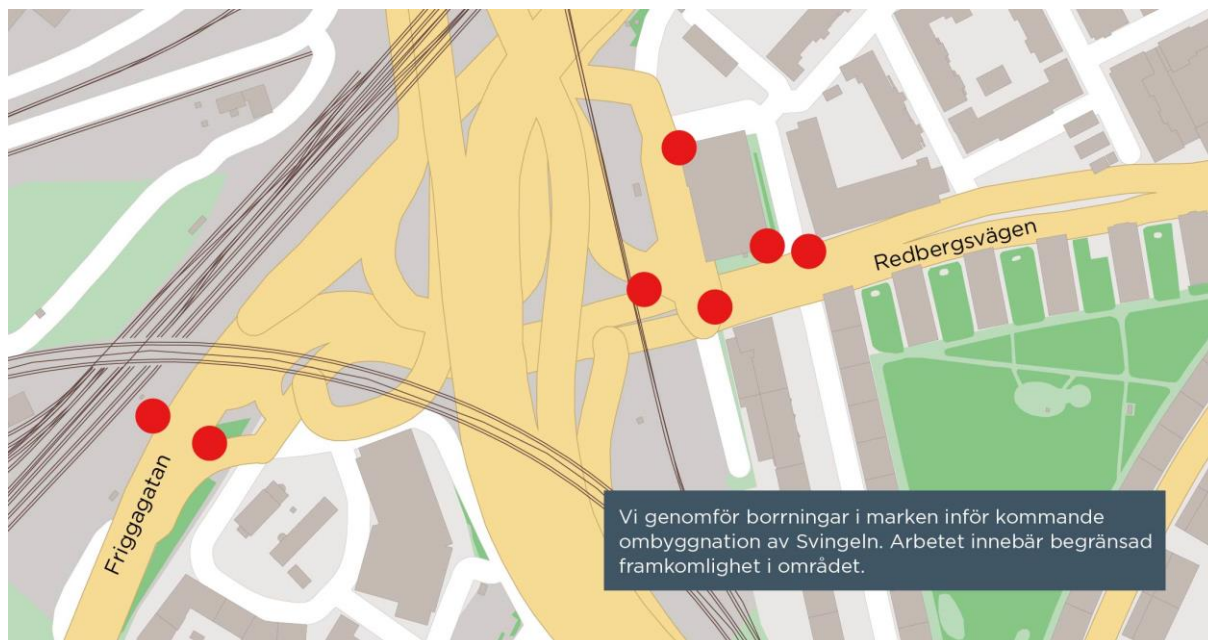 Redbergsvägen
Friggagatan
Vi genomför borrningar i marken inför kommande
ombyggnation av Svingeln. Arbetet innebär begränsad
framkomlighet i området.